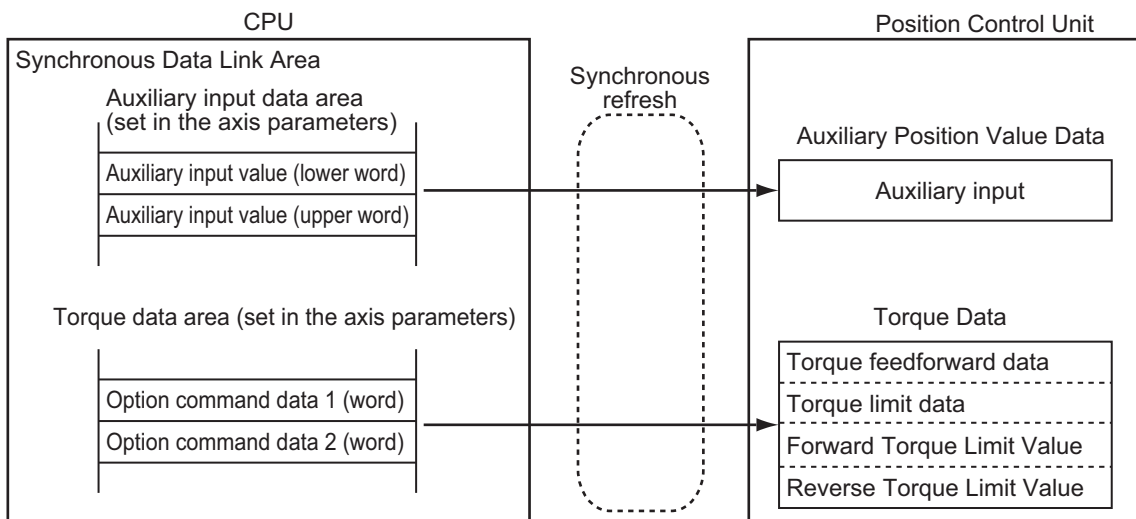 CPU
Position Control Unit
Synchronous Data Link Area
Auxiliary input data area
(set in the axis parameters)
Auxiliary input value (lower word)
Auxiliary input value (upper word)
Synchronous
refresh
Auxiliary Position Value Data
Auxiliary input
Torque data area (set in the axis parameters)
Option command data 1 (word)
Option command data 2 (word)
Torque Data
Torque feedforward data
Torque limit data
Forward Torque Limit Value
Reverse Torque Limit Value